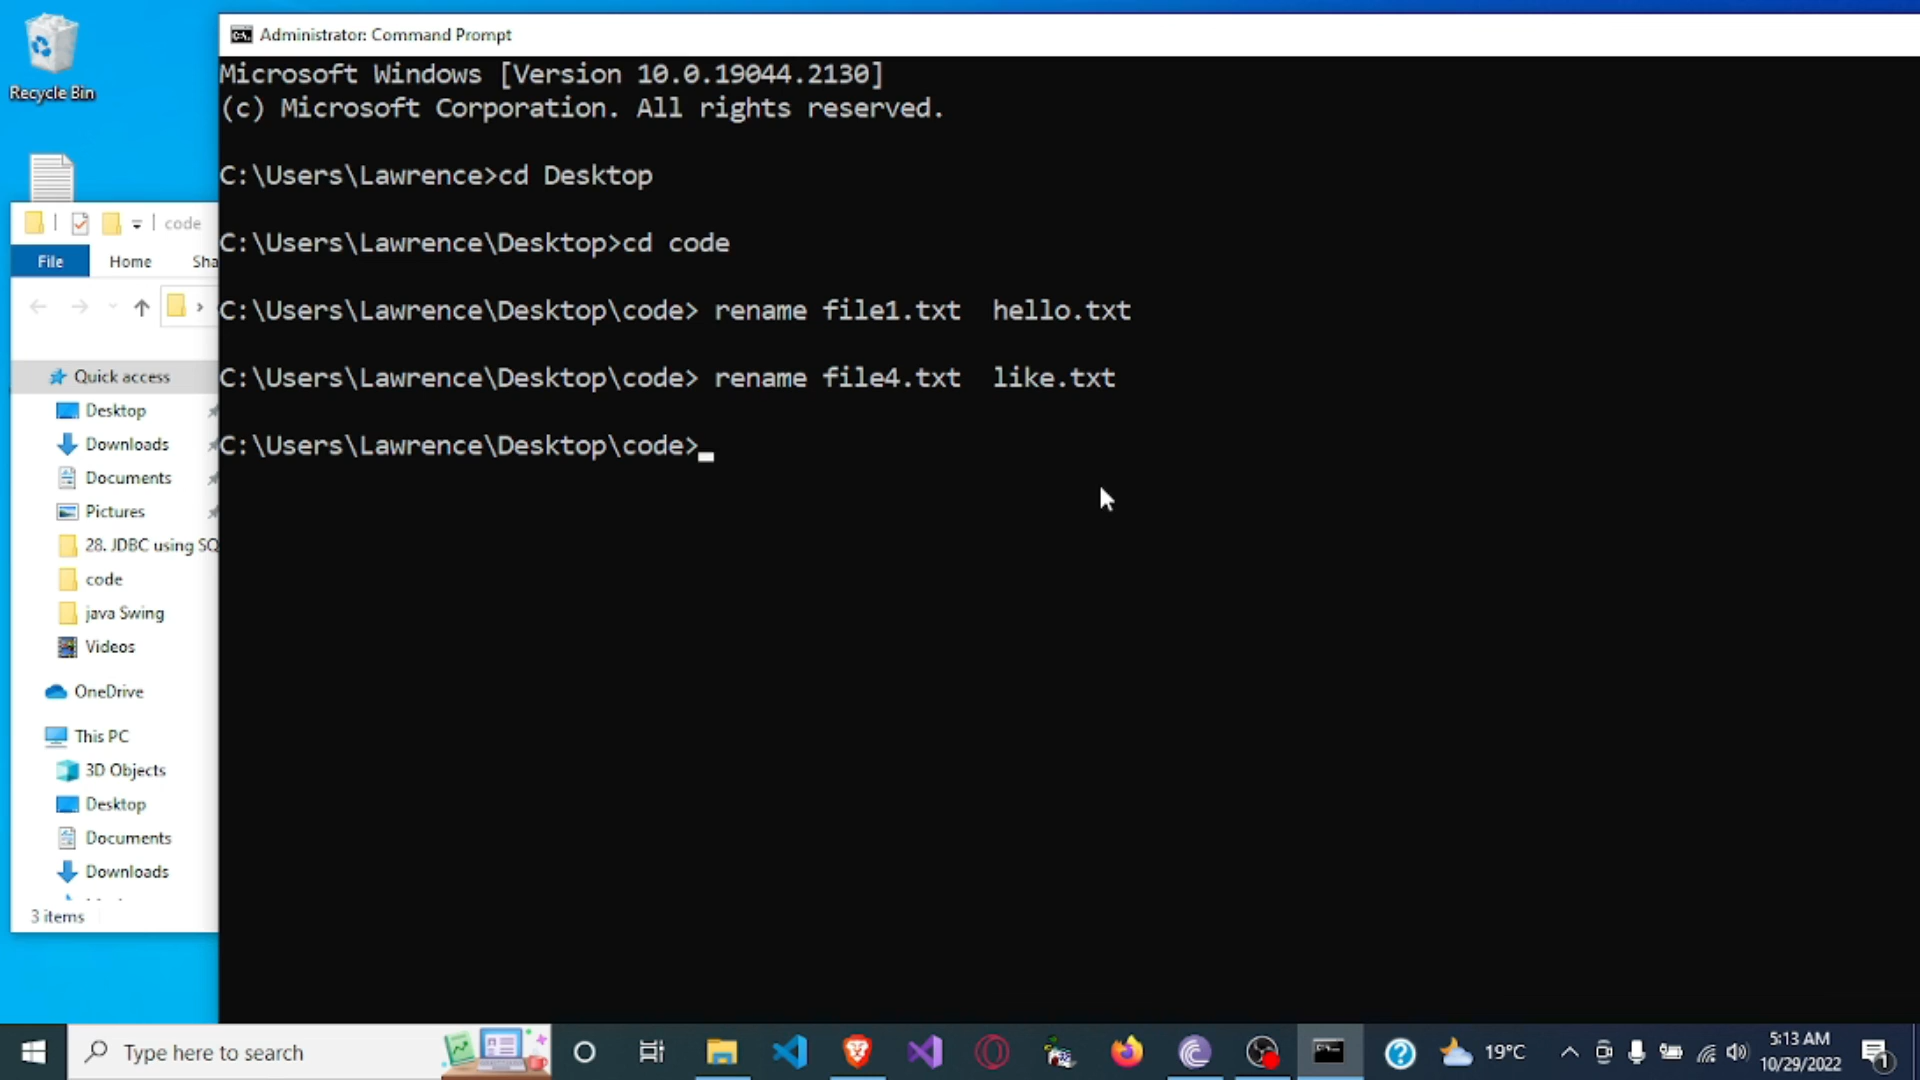 Recycle Bin
Administrator: Command Prompt
Microsoft Windows [Version 10.0.19044.2130]
(c) Microsoft Corporation. All rights reserved.
C:\Users\Lawrence>cd Desktop
C:\Users\Lawrence\Desktop>cd code
C:\Users\Lawrence\Desktop\code> rename file1.txt  hello.txt
C:\Users\Lawrence\Desktop\code> rename file4.txt  like.txt
C:\Users\Lawrence\Desktop\code>
code
File Home Sha
Quick access
Desktop
Downloads
Documents
Pictures
28. JDBC using SQ
code
java Swing
Videos
OneDrive
This PC
3D Objects
Desktop
Documents
Downloads
3 items
Type here to search
19°C
5:13 AM
10/29/2022
1